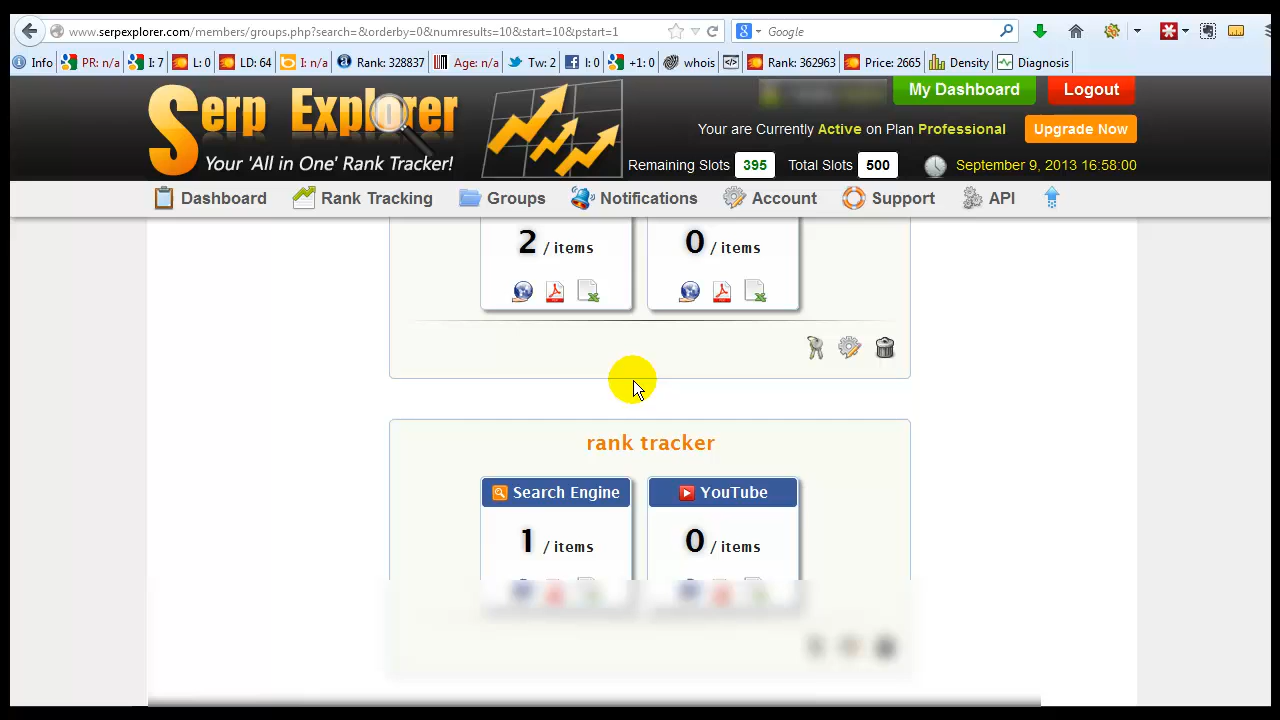 www.serpexplorer.com/members/groups.php?search=&orderby=0&numresults=10&start=10&pstart=1
Google
Info PR: n/a I: 7 L: 0 LD: 64 I: n/a Rank: 328837 Age: n/a Tw: 2 I: 0 +1: 0 whois Rank: 362963 Price: 2665 Density Diagnosis
Serp Explorer
Your 'All in One' Rank Tracker!
My Dashboard
Logout
Your are Currently Active on Plan Professional
Upgrade Now
Remaining Slots 395 Total Slots 500 September 9, 2013 16:58:00
Dashboard Rank Tracking Groups Notifications Account Support API
2 / items 0 / items
rank tracker
Search Engine YouTube
1 / items 0 / items